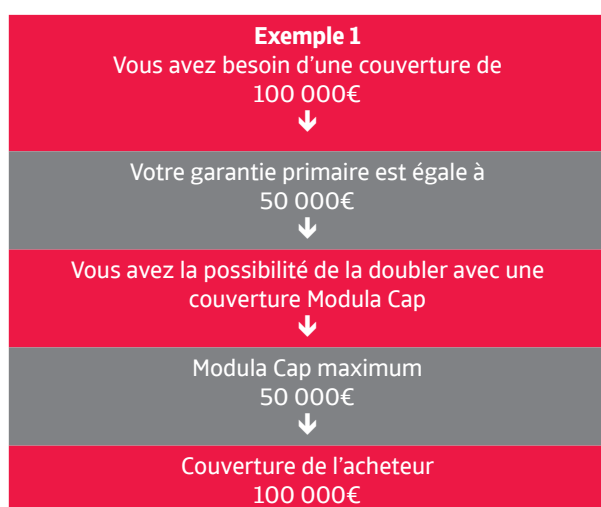 Exemple 1
Vous avez besoin d'une couverture de
100 000€
Votre garantie primaire est égale à
50 000€
Vous avez la possibilité de la doubler avec une
couverture Modula Cap
Modula Cap maximum
50 000€
Couverture de l'acheteur
100 000€